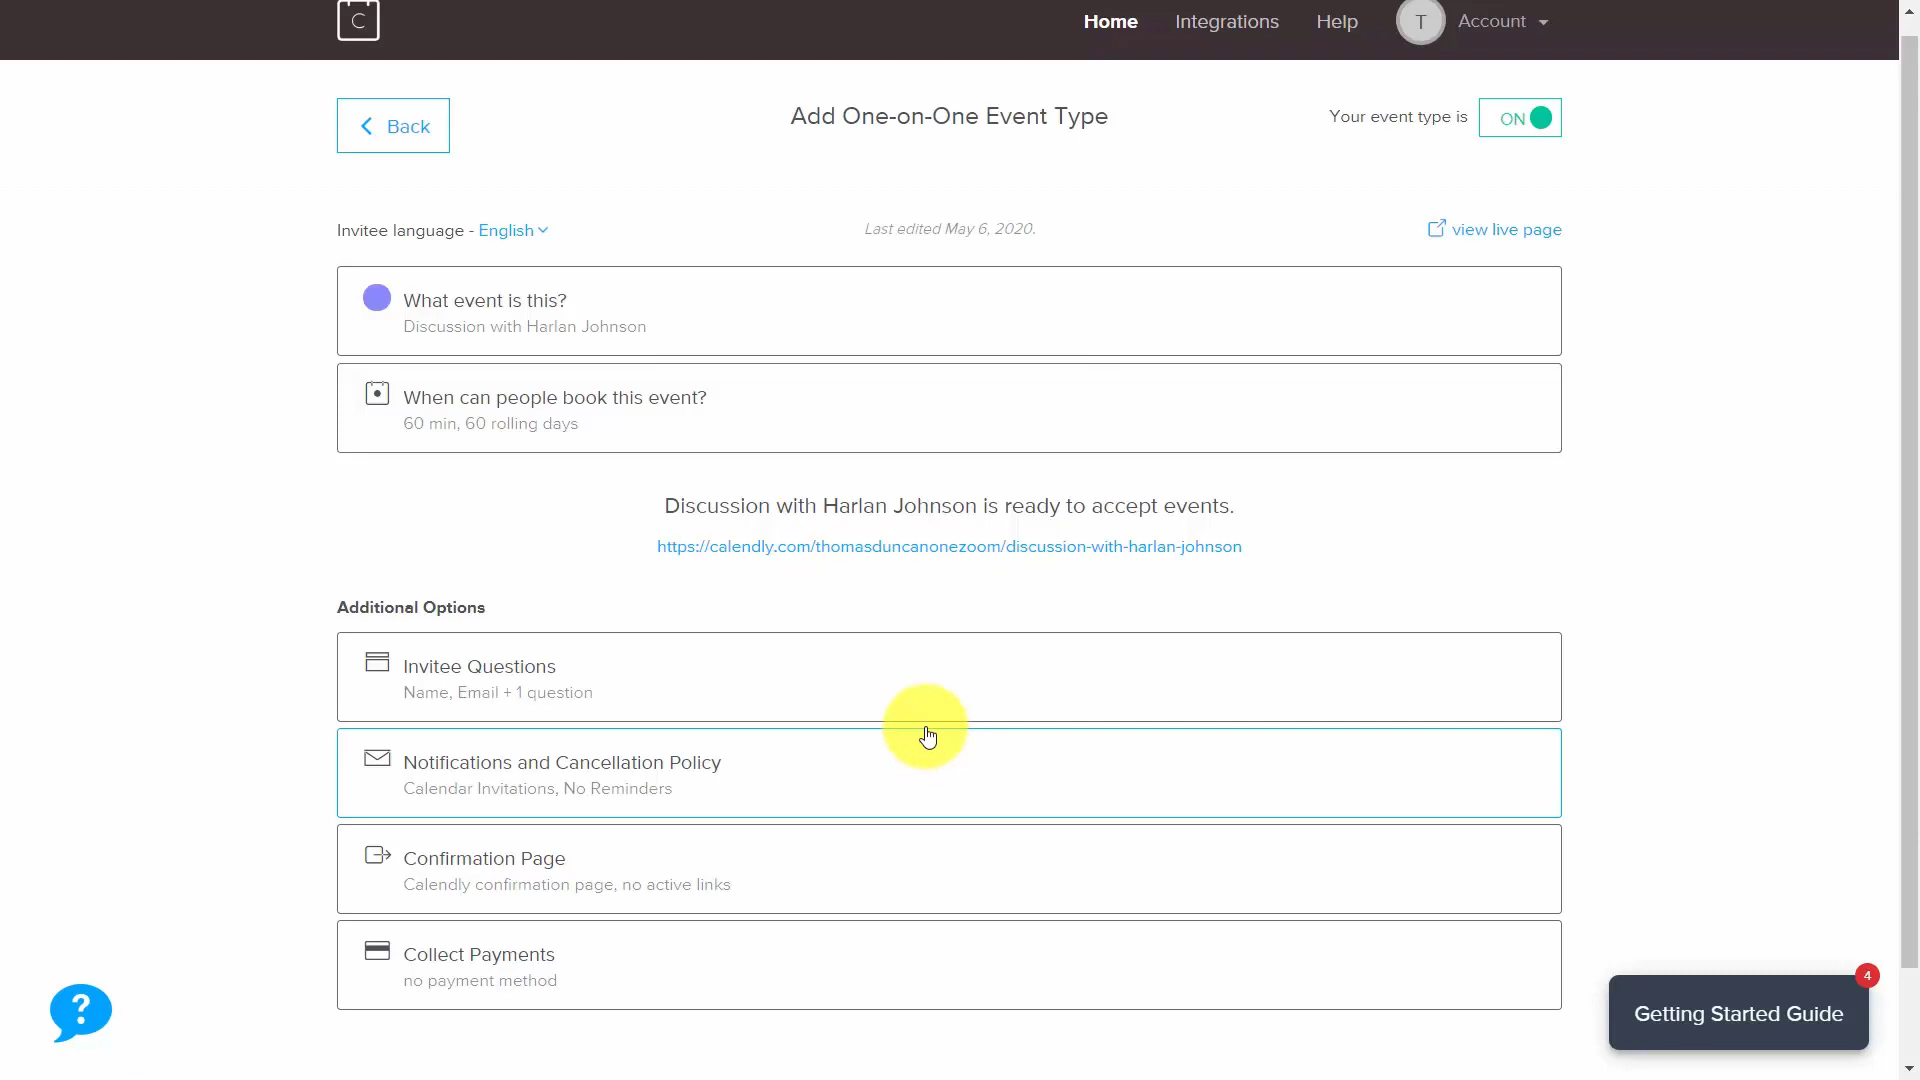 C
Home Integrations Help T Account
Back
Add One-on-One Event Type
Your event type is ON
Invitee language - English
Last edited May 6, 2020.
view live page
What event is this?
Discussion with Harlan Johnson
When can people book this event?
60 min, 60 rolling days
Discussion with Harlan Johnson is ready to accept events.
https://calendly.com/thomasduncanonezoom/discussion-with-harlan-johnson
Additional Options
Invitee Questions
Name, Email + 1 question
Notifications and Cancellation Policy
Calendar Invitations, No Reminders
Confirmation Page
Calendly confirmation page, no active links
Collect Payments
no payment method
?
4
Getting Started Guide